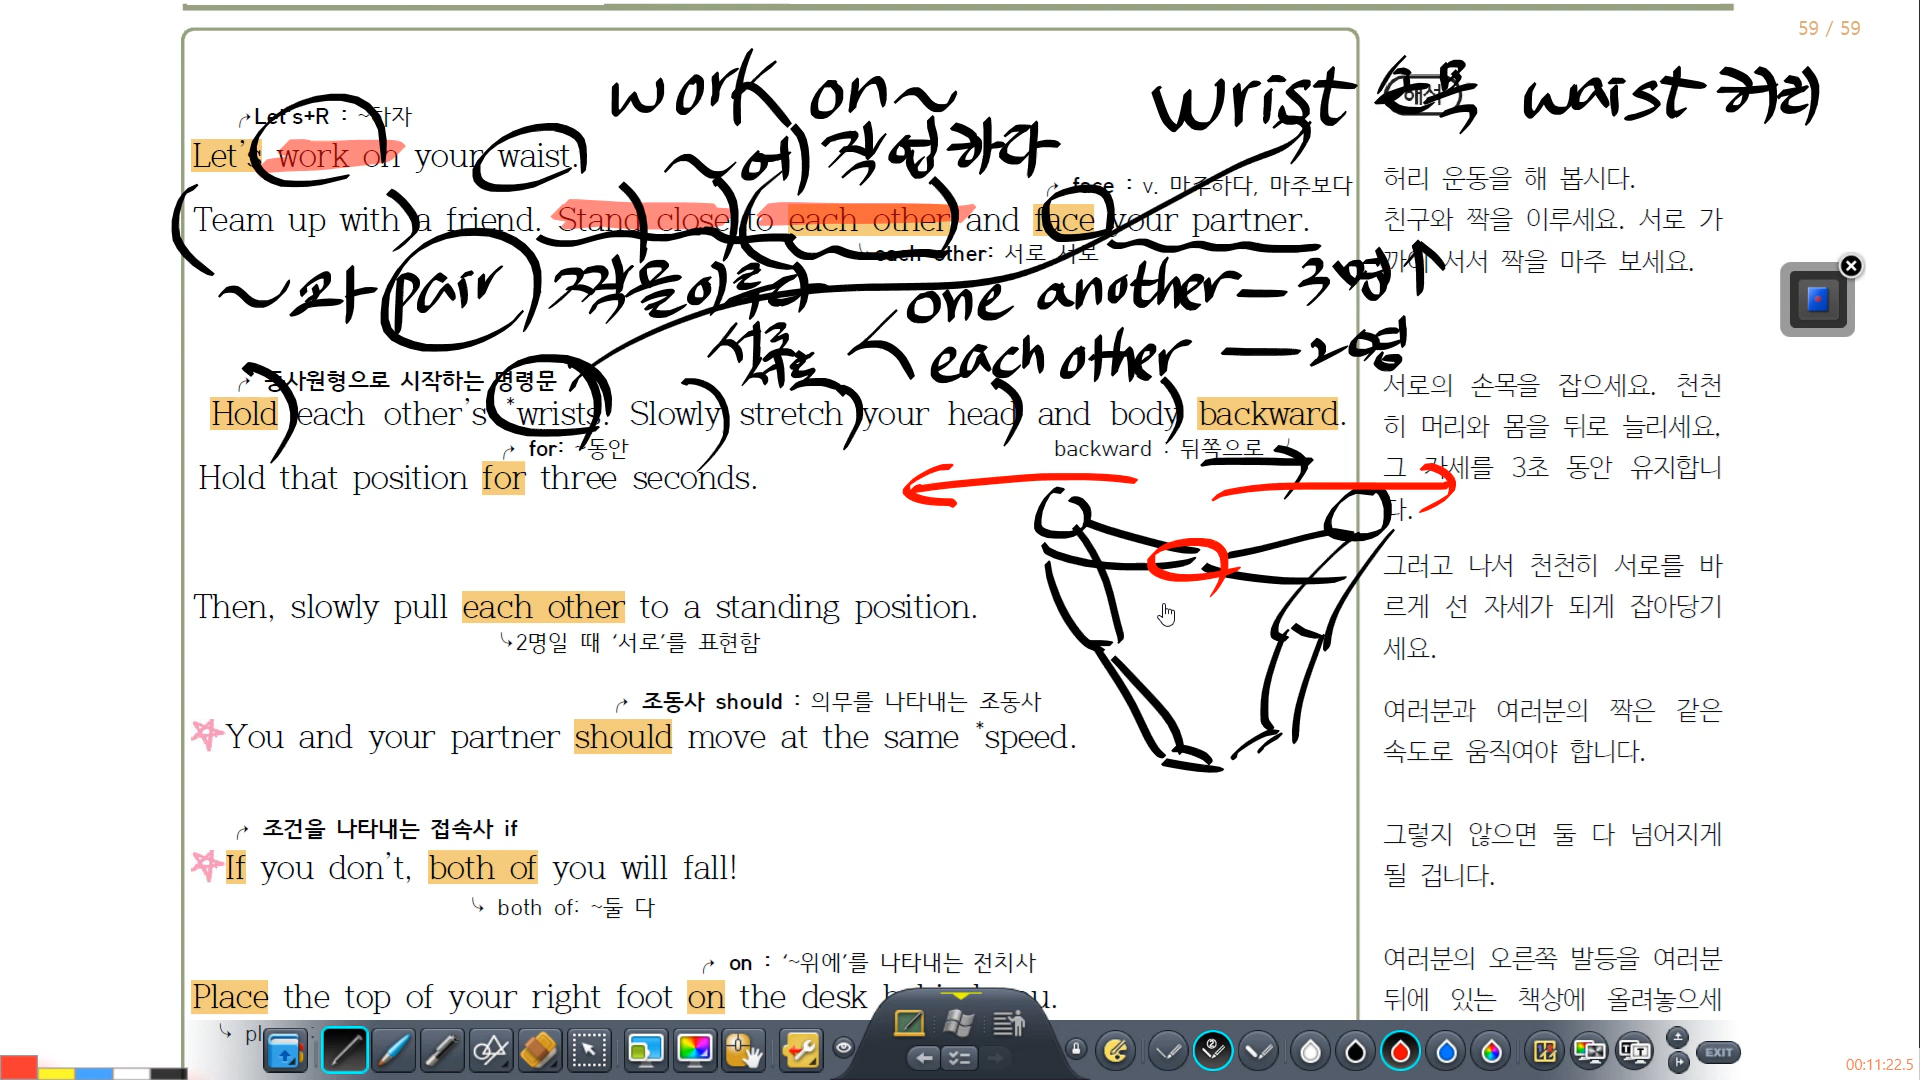 59 / 59
work on~
wrist 손목 waist 허리
Let's+R : ~하자
~에 작업하다
해석
Let's work on your waist.
허리 운동을 해 봅시다.
face : v. 마주하다, 마주보다
Team up with a friend. Stand close to each other and face your partner.
친구와 짝을 이루세요. 서로 가
each other: 서로 서로
까이 서서 짝을 마주 보세요.
~와 pair 짝을이루다
one another — 3명↑
서로
each other — 2명
동사원형으로 시작하는 명령문
서로의 손목을 잡으세요. 천천
Hold each other's *wrists. Slowly stretch your head and body backward.
히 머리와 몸을 뒤로 늘리세요.
for: ~동안
backward : 뒤쪽으로
그 자세를 3초 동안 유지합니
Hold that position for three seconds.
다.
그러고 나서 천천히 서로를 바
Then, slowly pull each other to a standing position.
르게 선 자세가 되게 잡아당기
2명일 때 '서로'를 표현함
세요.
조동사 should : 의무를 나타내는 조동사
여러분과 여러분의 짝은 같은
You and your partner should move at the same *speed.
속도로 움직여야 합니다.
조건을 나타내는 접속사 if
그렇지 않으면 둘 다 넘어지게
If you don't, both of you will fall!
될 겁니다.
both of: ~둘 다
on : '~위에'를 나타내는 전치사
여러분의 오른쪽 발등을 여러분
Place the top of your right foot on the desk
뒤에 있는 책상에 올려놓으세
EXIT
00:11:22.5